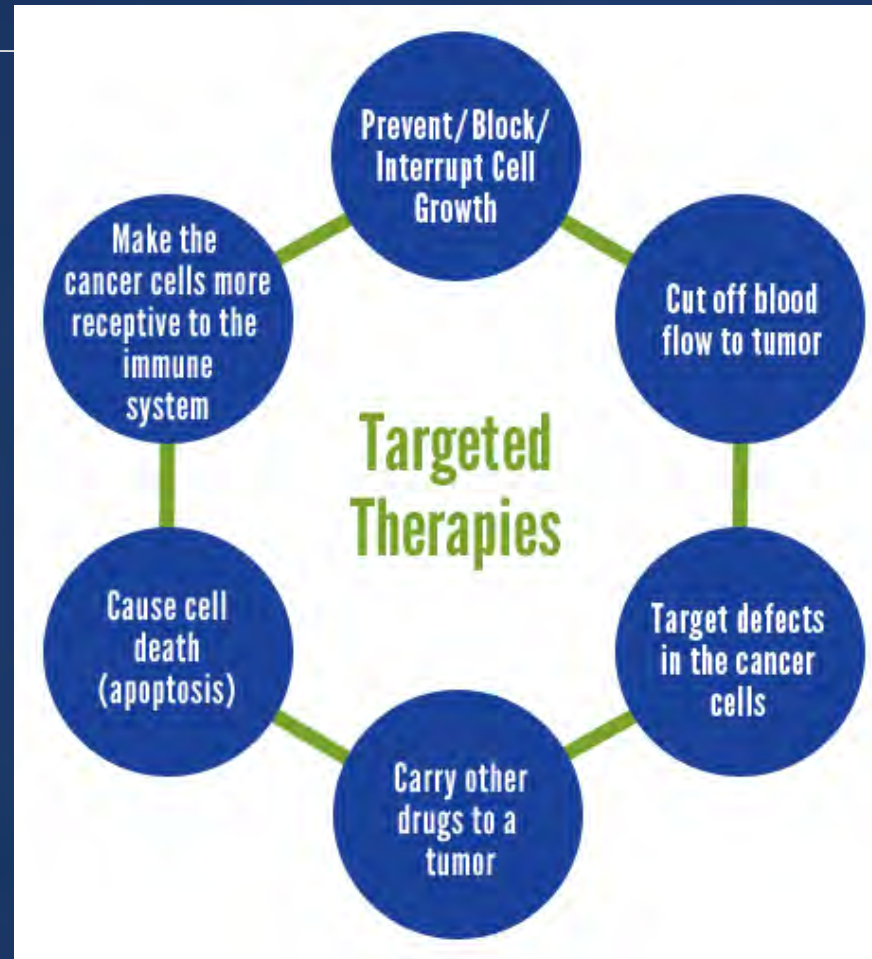 Prevent/Block/
Interrupt Cell
Growth
Cut off blood
flow to tumor
Target defects
in the cancer
cells
Carry other
drugs to a
tumor
Cause cell
death
(apoptosis)
Make the
cancer cells more
receptive to the
immune
system
Targeted
Therapies